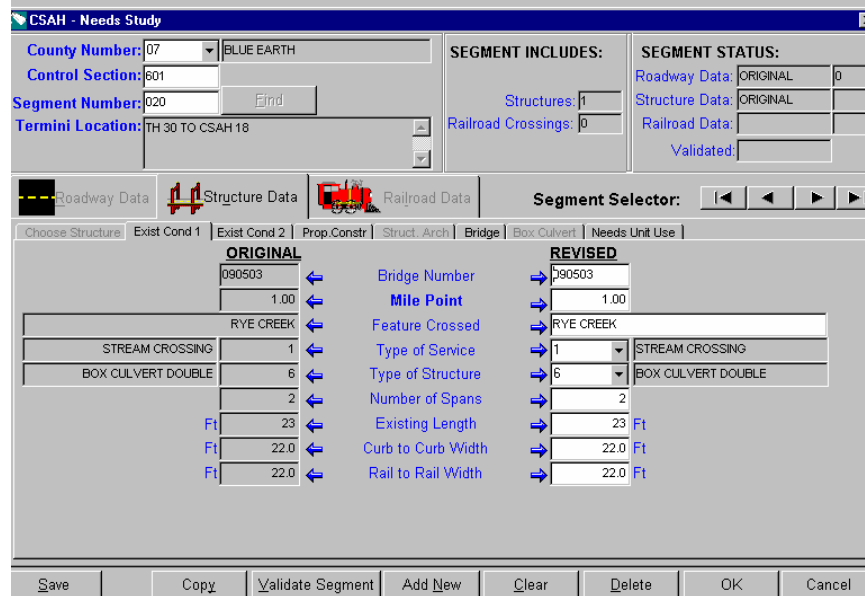 CSAH - Needs Study
County Number: 07 BLUE EARTH
Control Section: 601
Segment Number: 020 Find
Termini Location: TH 30 TO CSAH 18
SEGMENT INCLUDES:
Structures: 1
Railroad Crossings: 0
SEGMENT STATUS:
Roadway Data: ORIGINAL 0
Structure Data: ORIGINAL
Railroad Data:
Validated:
Roadway Data Structure Data Railroad Data Segment Selector:
Choose Structure Exist Cond 1 Exist Cond 2 Prop.Constr Struct. Arch Bridge Box Culvert Needs Unit Use
ORIGINAL REVISED
090503 Bridge Number 090503
1.00 Mile Point 1.00
RYE CREEK Feature Crossed RYE CREEK
STREAM CROSSING 1 Type of Service 1 STREAM CROSSING
BOX CULVERT DOUBLE 6 Type of Structure 6 BOX CULVERT DOUBLE
2 Number of Spans 2
Ft 23 Existing Length 23 Ft
Ft 22.0 Curb to Curb Width 22.0 Ft
Ft 22.0 Rail to Rail Width 22.0 Ft
Save Copy Validate Segment Add New Clear Delete OK Cancel